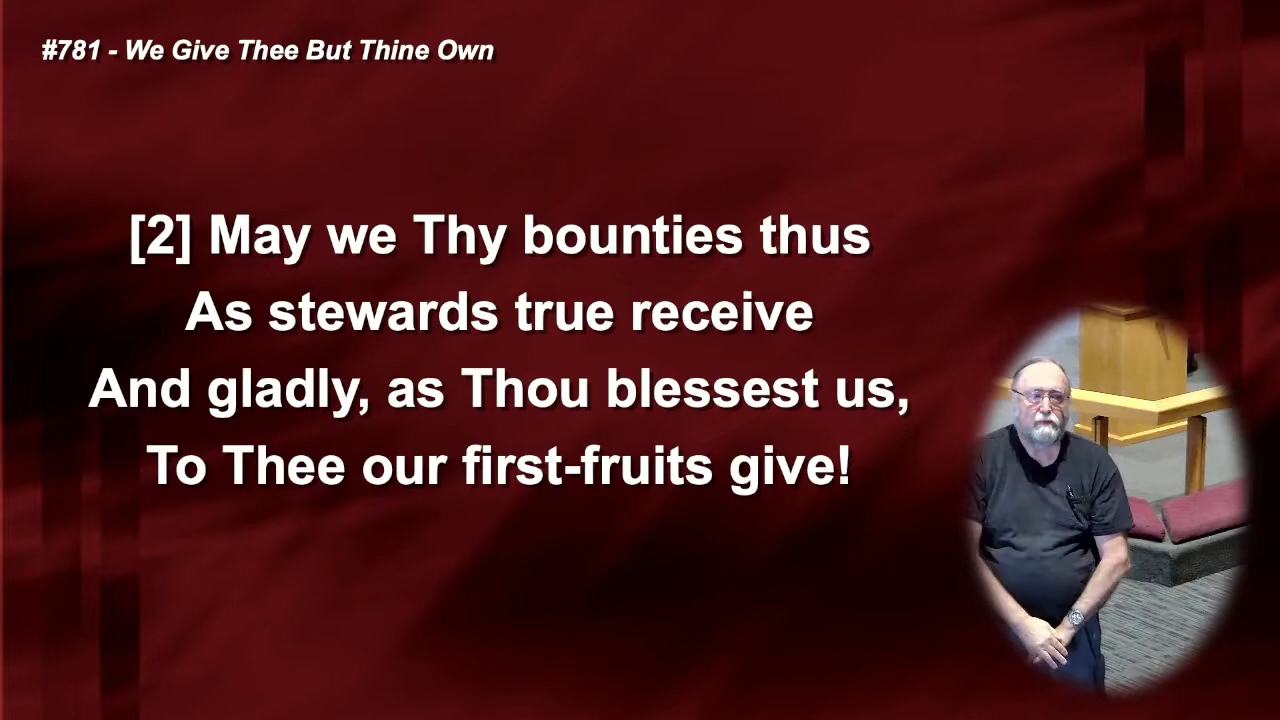 #781 - We Give Thee But Thine Own
[2] May we Thy bounties thus
As stewards true receive
And gladly, as Thou blessest us,
To Thee our first-fruits give!